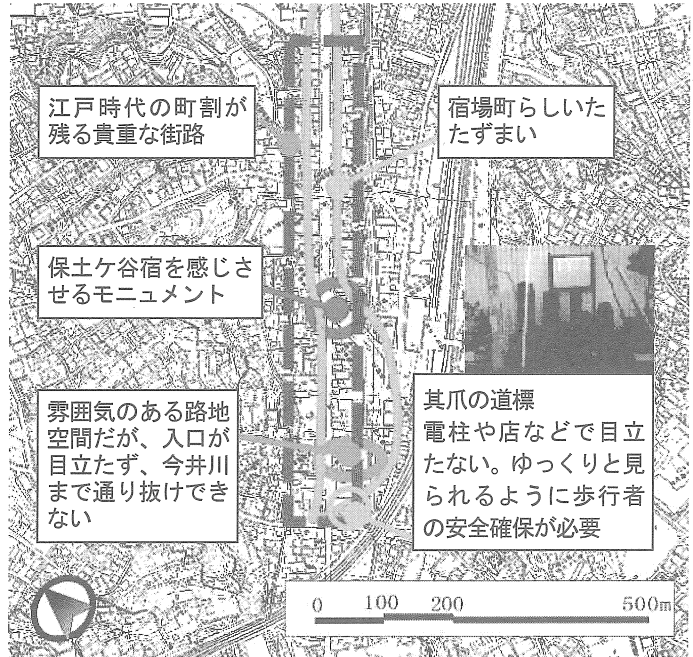 江戸時代の町割が
残る貴重な街路
宿場町らしいた
たずまい
保土ケ谷宿を感じさ
せるモニュメント
雰囲気のある路地
空間だが、入口が
目立たず、今井川
まで通り抜けでき
ない
其爪の道標
電柱や店などで目立
たない。ゆっくりと見
られるように歩行者
の安全確保が必要
0 100 200 500m